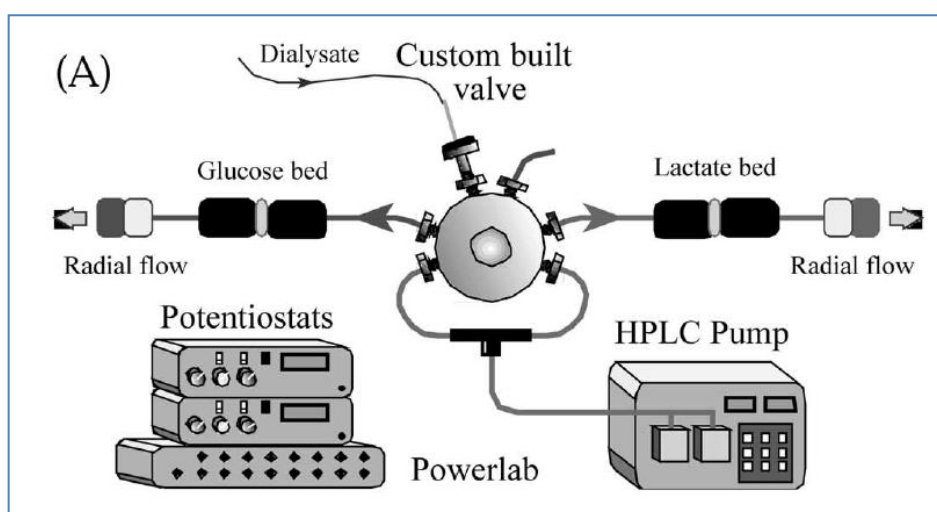 (A)
Dialysate
Custom built
valve
Glucose bed
Lactate bed
Radial flow
Radial flow
Potentiostats
HPLC Pump
Powerlab